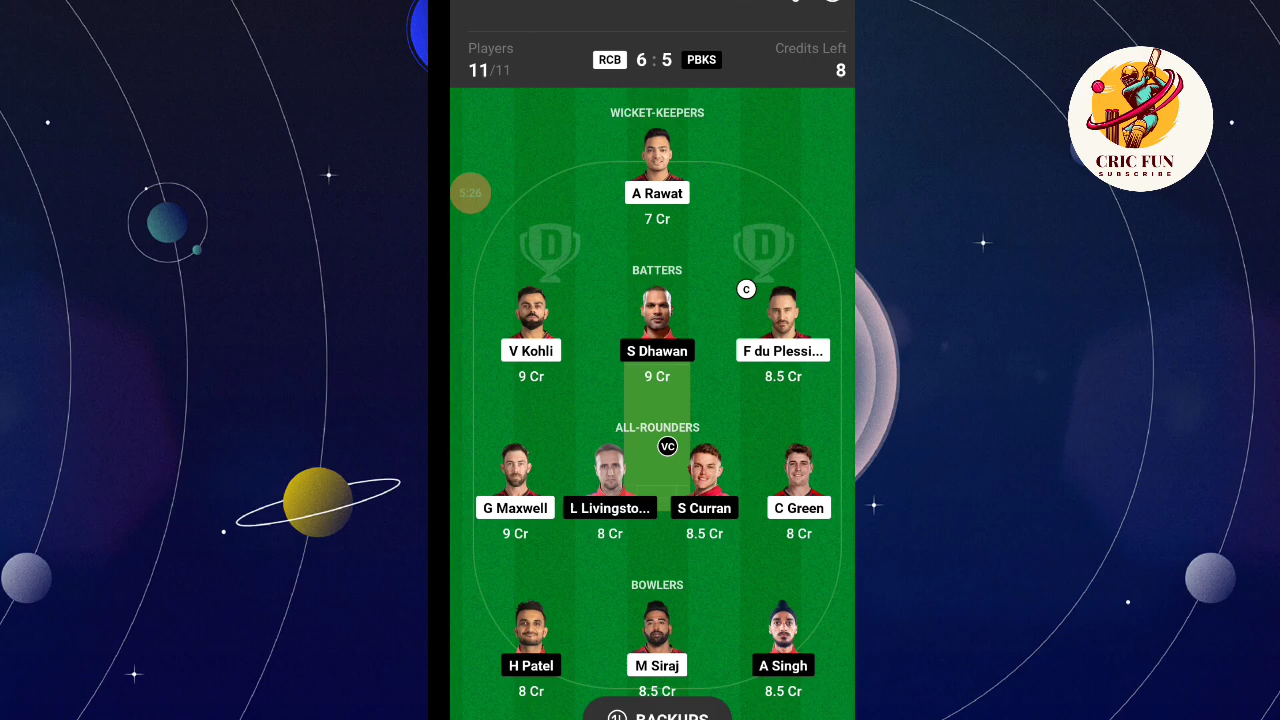 Players
Credits Left
11/11
RCB 6 : 5 PBKS
8
WICKET-KEEPERS
5:26
A Rawat
7 Cr
D
D
BATTERS
C
V Kohli
S Dhawan
F du Plessi...
9 Cr
9 Cr
8.5 Cr
ALL-ROUNDERS
VC
G Maxwell
L Livingsto...
S Curran
C Green
9 Cr
8 Cr
8.5 Cr
8 Cr
BOWLERS
H Patel
M Siraj
A Singh
8 Cr
8.5 Cr
8.5 Cr
BACKUPS
CRIC FUN
SUBSCRIBE